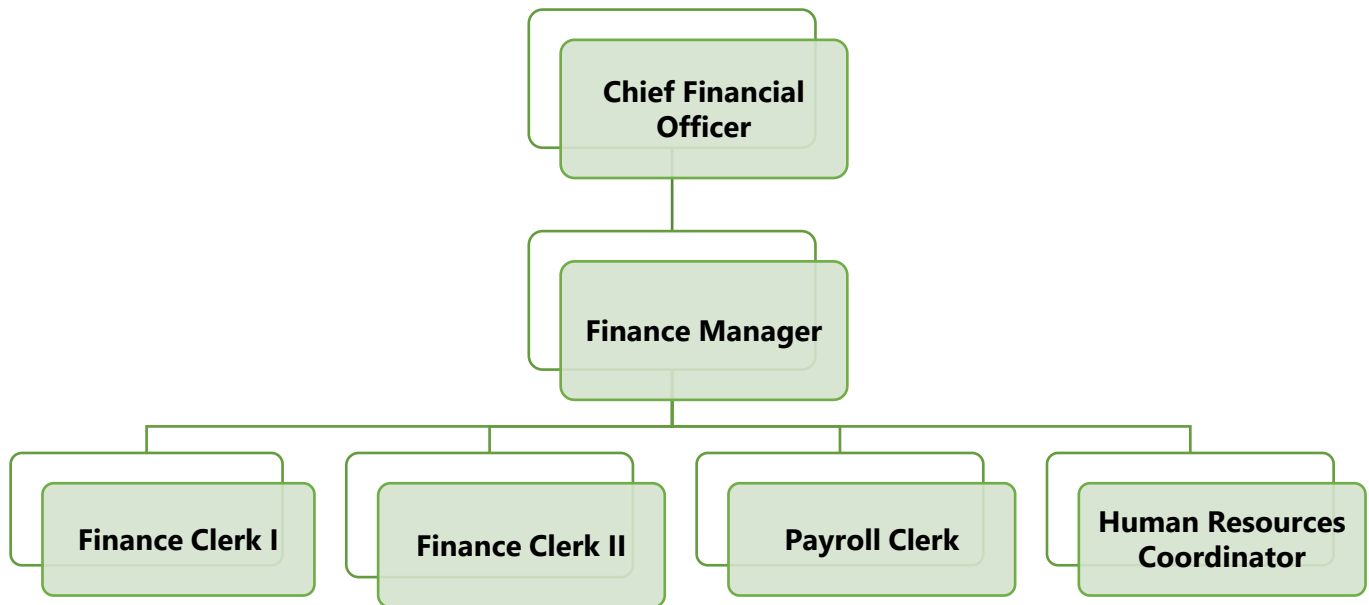 Chief Financial
Officer
Finance Manager
Finance Clerk I
Finance Clerk II
Payroll Clerk
Human Resources
Coordinator